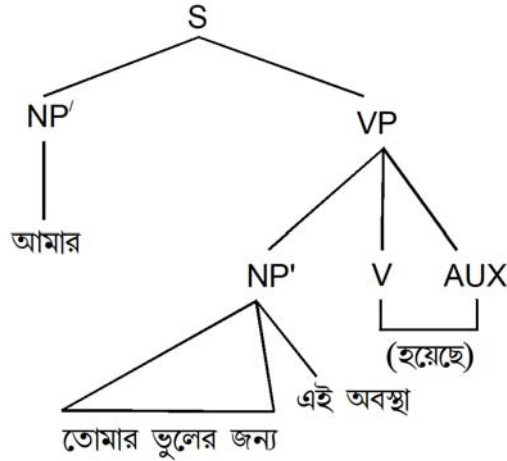 S
NP′ VP
আমার
NP' V AUX
(হয়েছে)
এই অবস্থা
তোমার ভুলের জন্য